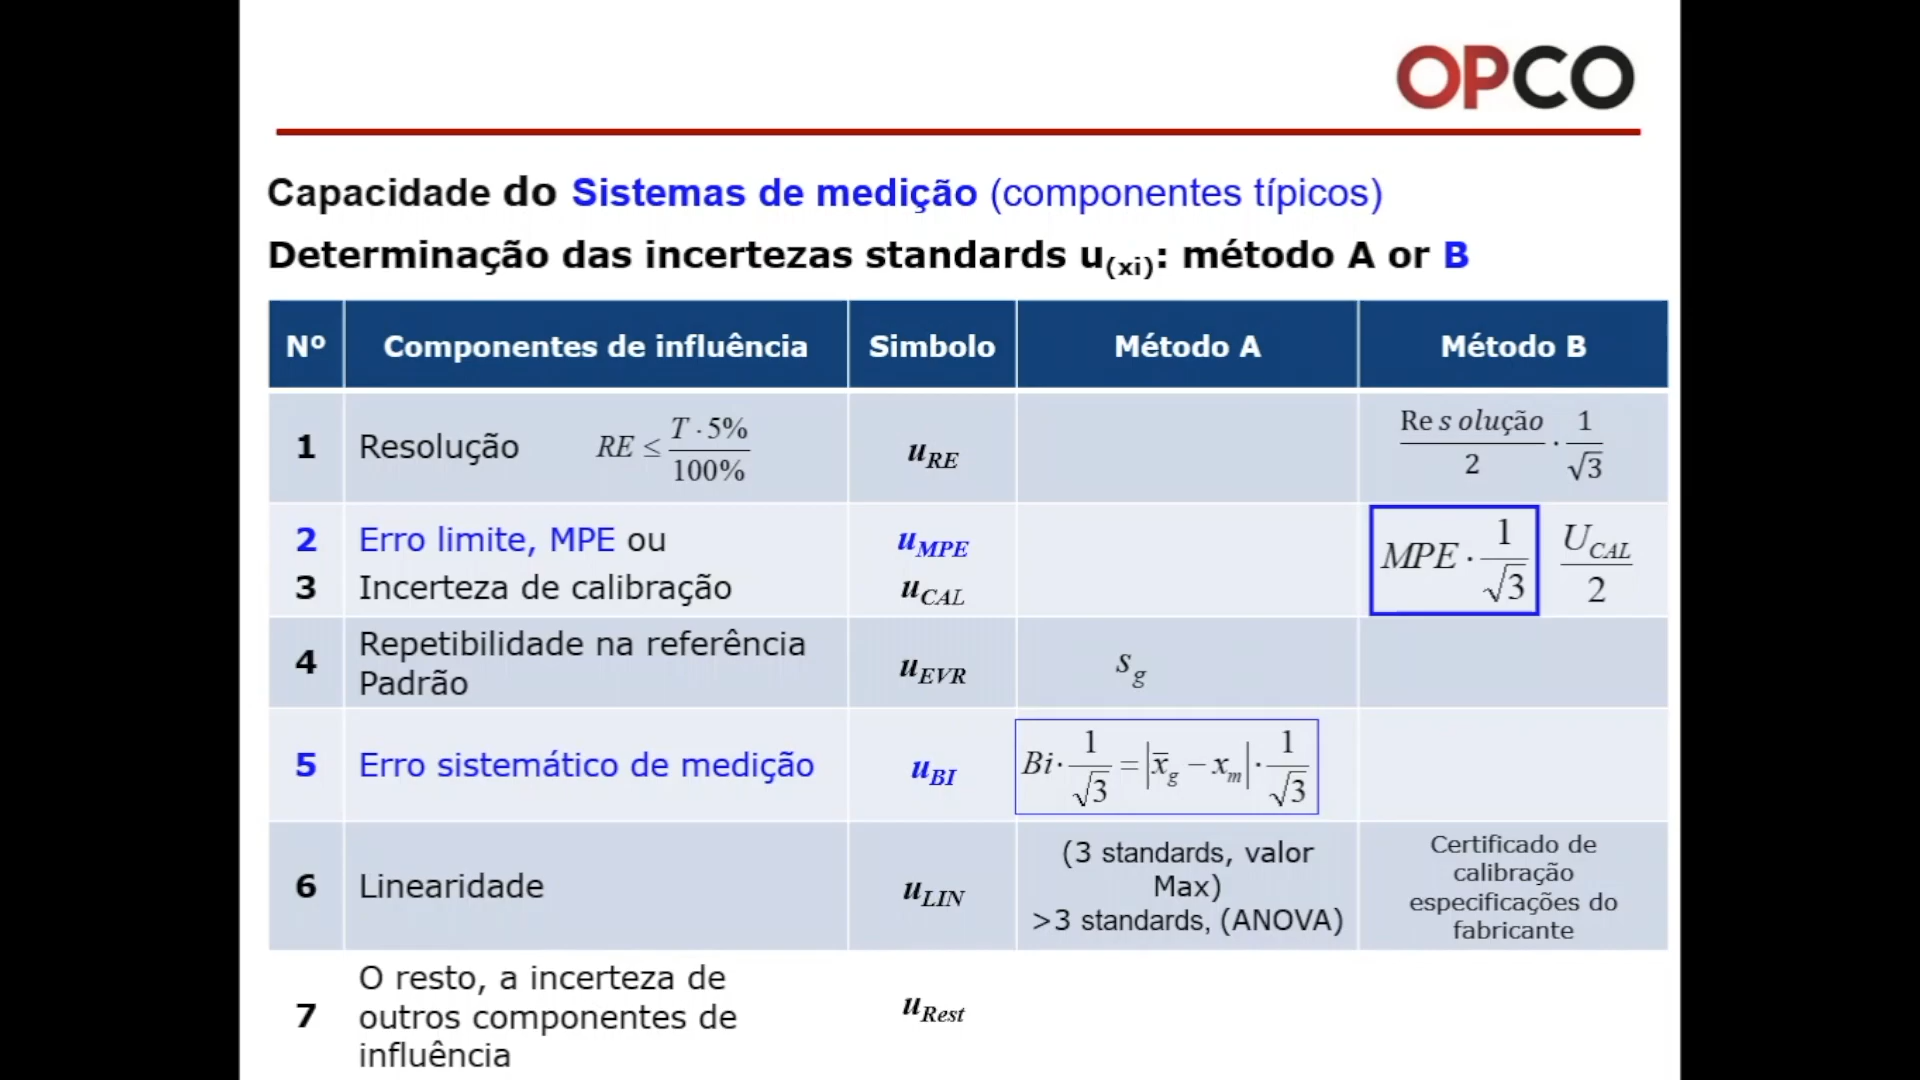 OPCO
Capacidade do Sistemas de medição (componentes típicos)
Determinação das incertezas standards u(xi): método A or B
Nº Componentes de influência Simbolo Método A Método B
1 Resolução RE ≤ T · 5% / 100% uRE Re s olução / 2 · 1 / √3
2 Erro limite, MPE ou uMPE MPE · 1 / √3
3 Incerteza de calibração uCAL UCAL / 2
4 Repetibilidade na referência
Padrão uEVR sg
5 Erro sistemático de medição uBI Bi · 1 / √3 = |x̄g − xm| · 1 / √3
6 Linearidade uLIN
(3 standards, valor
Max)
>3 standards, (ANOVA)
Certificado de
calibração
especificações do
fabricante
7 O resto, a incerteza de
outros componentes de
influência uRest